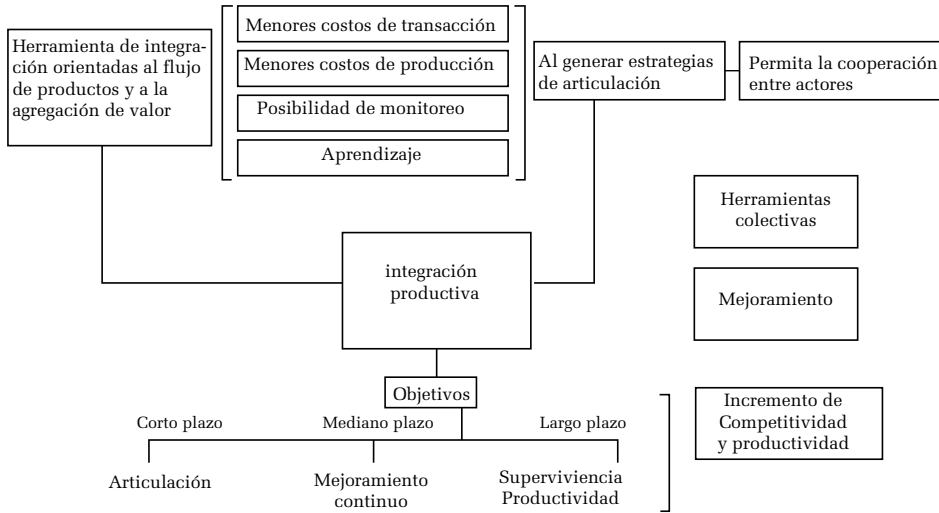 Herramienta de integra-
ción orientadas al flujo
de productos y a la
agregación de valor
Menores costos de transacción
Menores costos de producción
Posibilidad de monitoreo
Aprendizaje
Al generar estrategias
de articulación
Permita la cooperación
entre actores
Herramientas
colectivas
Mejoramiento
integración
productiva
Objetivos
Corto plazo
Mediano plazo
Largo plazo
Articulación
Mejoramiento
continuo
Superviviencia
Productividad
Incremento de
Competitividad
y productividad